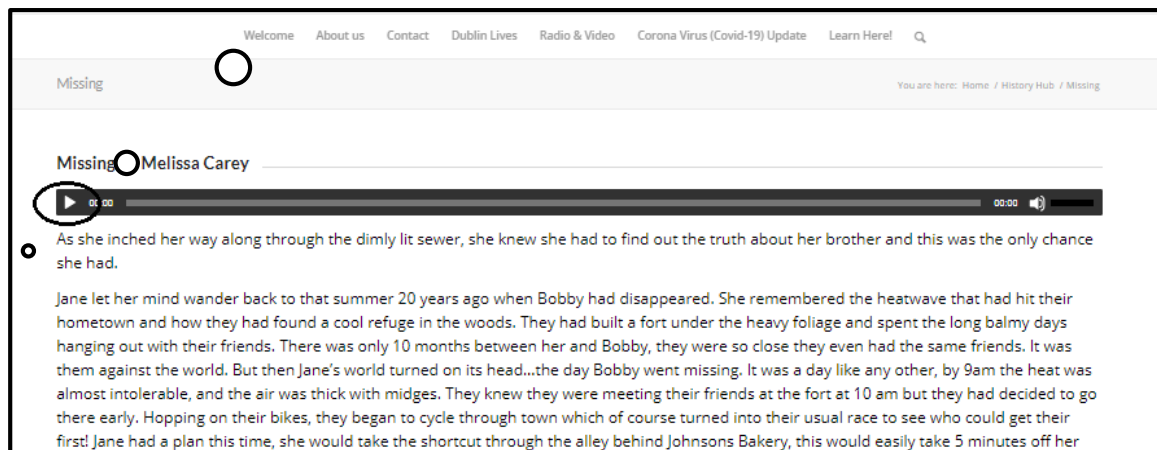 Welcome About us Contact Dublin Lives Radio & Video Corona Virus (Covid-19) Update Learn Here!
Missing You are here: Home / History Hub / Missing
Missing Melissa Carey
00:00 00:00
As she inched her way along through the dimly lit sewer, she knew she had to find out the truth about her brother and this was the only chance
she had.
Jane let her mind wander back to that summer 20 years ago when Bobby had disappeared. She remembered the heatwave that had hit their
hometown and how they had found a cool refuge in the woods. They had built a fort under the heavy foliage and spent the long balmy days
hanging out with their friends. There was only 10 months between her and Bobby, they were so close they even had the same friends. It was
them against the world. But then Jane’s world turned on its head…the day Bobby went missing. It was a day like any other, by 9am the heat was
almost intolerable, and the air was thick with midges. They knew they were meeting their friends at the fort at 10 am but they had decided to go
there early. Hopping on their bikes, they began to cycle through town which of course turned into their usual race to see who could get their
first! Jane had a plan this time, she would take the shortcut through the alley behind Johnsons Bakery, this would easily take 5 minutes off her